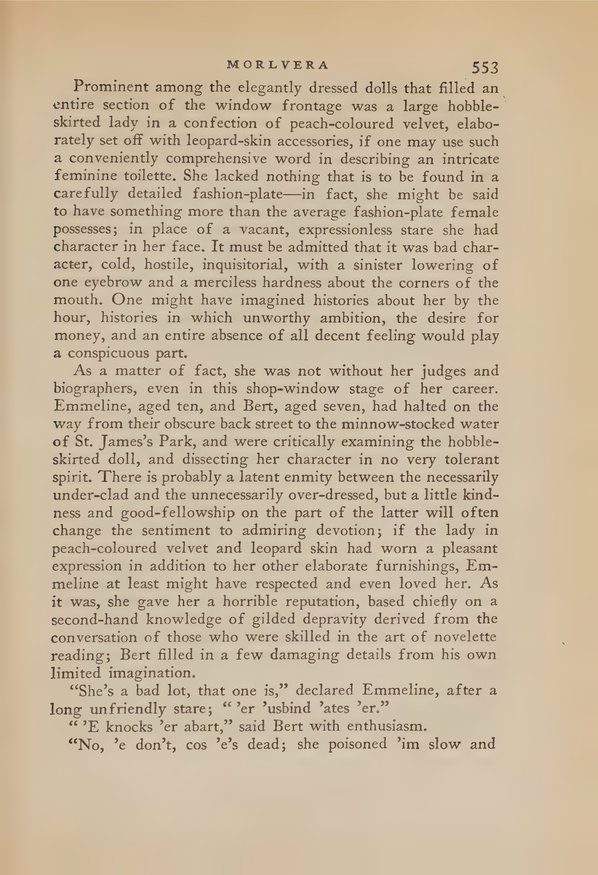 MORLVERA 553
Prominent among the elegantly dressed dolls that filled an
entire section of the window frontage was a large hobble-
skirted lady in a confection of peach-coloured velvet, elabo-
rately set off with leopard-skin accessories, if one may use such
a conveniently comprehensive word in describing an intricate
feminine toilette. She lacked nothing that is to be found in a
carefully detailed fashion-plate—in fact, she might be said
to have something more than the average fashion-plate female
possesses; in place of a vacant, expressionless stare she had
character in her face. It must be admitted that it was bad char-
acter, cold, hostile, inquisitorial, with a sinister lowering of
one eyebrow and a merciless hardness about the corners of the
mouth. One might have imagined histories about her by the
hour, histories in which unworthy ambition, the desire for
money, and an entire absence of all decent feeling would play
a conspicuous part.
As a matter of fact, she was not without her judges and
biographers, even in this shop-window stage of her career.
Emmeline, aged ten, and Bert, aged seven, had halted on the
way from their obscure back street to the minnow-stocked water
of St. James's Park, and were critically examining the hobble-
skirted doll, and dissecting her character in no very tolerant
spirit. There is probably a latent enmity between the necessarily
under-clad and the unnecessarily over-dressed, but a little kind-
ness and good-fellowship on the part of the latter will often
change the sentiment to admiring devotion; if the lady in
peach-coloured velvet and leopard skin had worn a pleasant
expression in addition to her other elaborate furnishings, Em-
meline at least might have respected and even loved her. As
it was, she gave her a horrible reputation, based chiefly on a
second-hand knowledge of gilded depravity derived from the
conversation of those who were skilled in the art of novelette
reading; Bert filled in a few damaging details from his own
limited imagination.
“She's a bad lot, that one is,” declared Emmeline, after a
long unfriendly stare; “ 'er 'usbind 'ates 'er.”
“ 'E knocks 'er abart,” said Bert with enthusiasm.
“No, 'e don't, cos 'e's dead; she poisoned 'im slow and